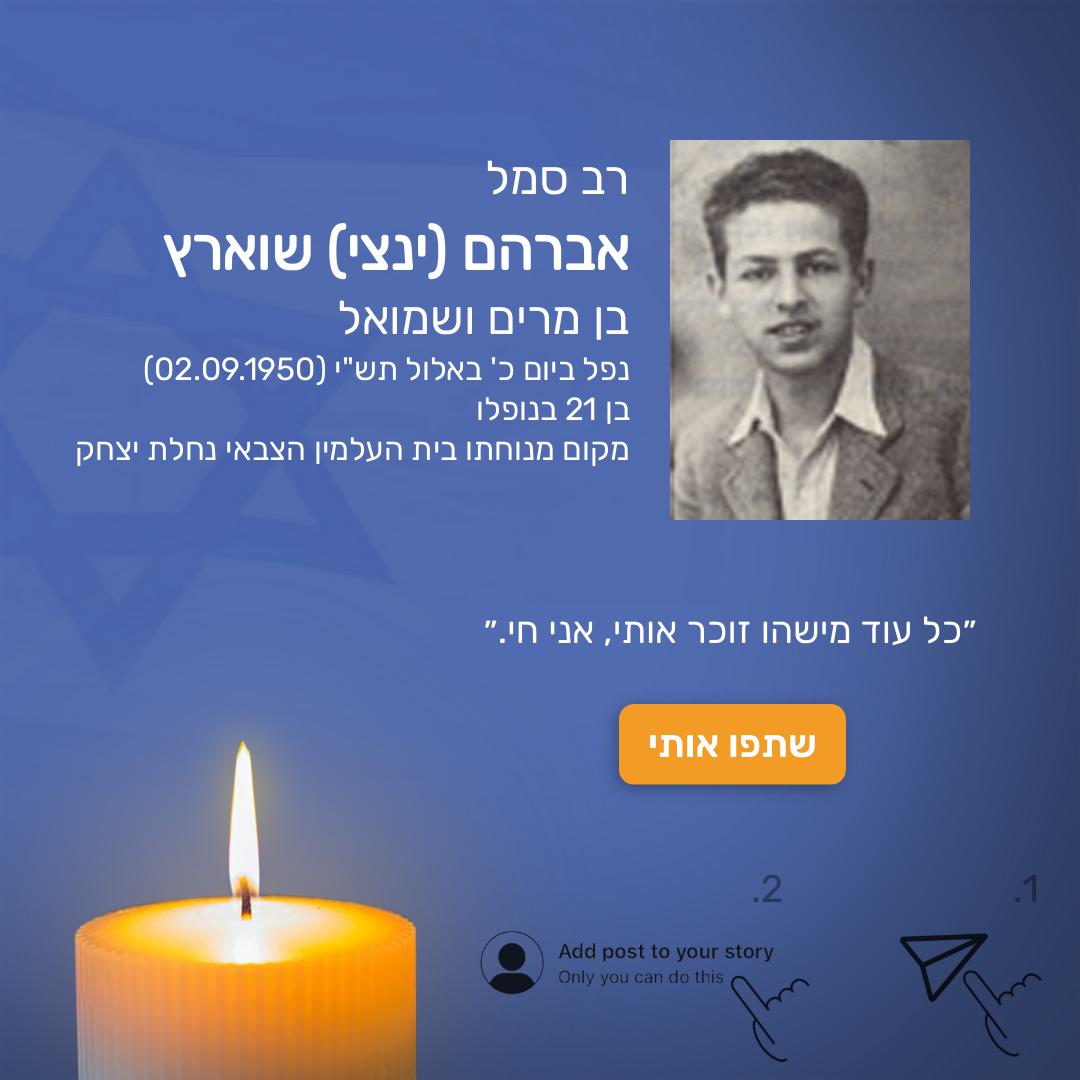 רב סמל
אברהם (ינצי) שוארץ
בן מרים ושמואל
נפל ביום כ' באלול תש"י (02.09.1950)
בן 21 בנופלו
מקום מנוחתו בית העלמין הצבאי נחלת יצחק
״כל עוד מישהו זוכר אותי, אני חי.״
שתפו אותי
1.
2.
Add post to your story
Only you can do this